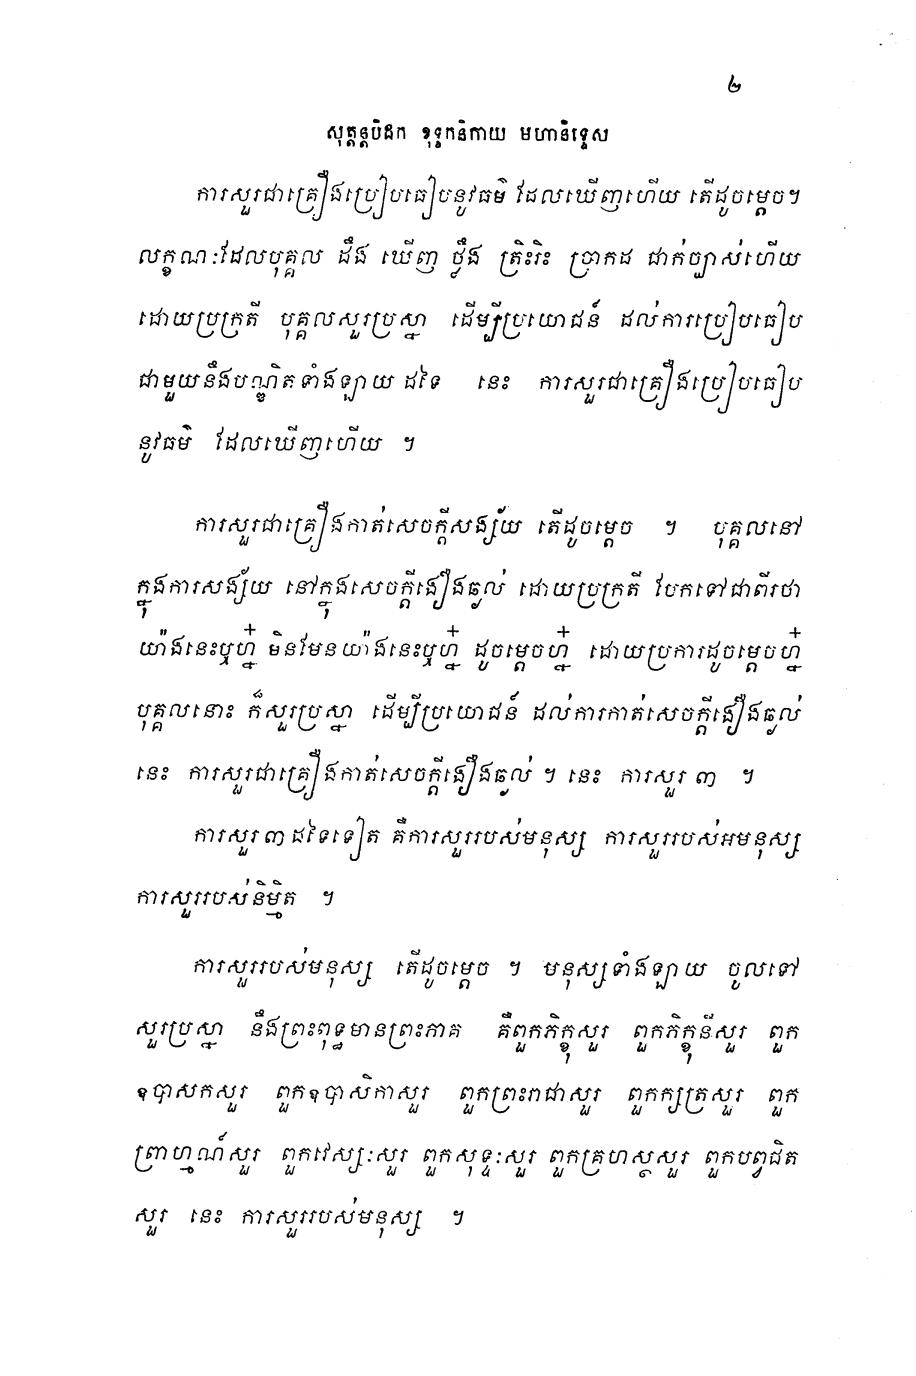 ២
សុត្តន្តបិដក ខុទ្ទកនិកាយ មហានិទ្ទេស
ការសួរជាគ្រឿងប្រៀបធៀបនូវធម៌ ដែលឃើញហើយ តើដូចម្តេច។
លក្ខណៈដែលបុគ្គល ដឹង ឃើញ ថ្លឹង ត្រិះរិះ ប្រាកដ ជាក់ច្បាស់ហើយ
ដោយប្រក្រតី បុគ្គលសួរប្រស្នា ដើម្បីប្រយោជន៍ ដល់ការប្រៀបធៀប
ជាមួយនឹងបណ្ឌិតទាំងឡាយ ដទៃ នេះ ការសួរជាគ្រឿងប្រៀបធៀប
នូវធម៌ ដែលឃើញហើយ ។
ការសួរជាគ្រឿងកាត់សេចក្តីសង្ស័យ តើដូចម្តេច ។ បុគ្គលនៅ
ក្នុងការសង្ស័យ នៅក្នុងសេចក្តីងឿងឆ្ងល់ ដោយប្រក្រតី បែកទៅជាពីរថា
យ៉ាងនេះឬហ្ន៎ មិនមែនយ៉ាងនេះឬហ្ន៎ ដូចម្តេចហ្ន៎ ដោយប្រការដូចម្តេចហ្ន៎
បុគ្គលនោះ ក៏សួរប្រស្នា ដើម្បីប្រយោជន៍ ដល់ការកាត់សេចក្តីងឿងឆ្ងល់
នេះ ការសួរជាគ្រឿងកាត់សេចក្តីងឿងឆ្ងល់ ។ នេះ ការសួរ ៣ ។
ការសួរ ៣ ដទៃទៀត គឺការសួររបស់មនុស្ស ការសួររបស់អមនុស្ស
ការសួររបស់និម្មិត ។
ការសួររបស់មនុស្ស តើដូចម្តេច ។ មនុស្សទាំងឡាយ ចូលទៅ
សួរប្រស្នា នឹងព្រះពុទ្ធមានព្រះភាគ គឺពួកភិក្ខុសួរ ពួកភិក្ខុនីសួរ ពួក
ឧបាសកសួរ ពួកឧបាសិកាសួរ ពួកព្រះរាជាសួរ ពួកក្សត្រសួរ ពួក
ព្រាហ្មណ៍សួរ ពួកវេស្សៈសួរ ពួកសុទ្ទៈសួរ ពួកគ្រហស្ថសួរ ពួកបព្វជិត
សួរ នេះ ការសួររបស់មនុស្ស ។